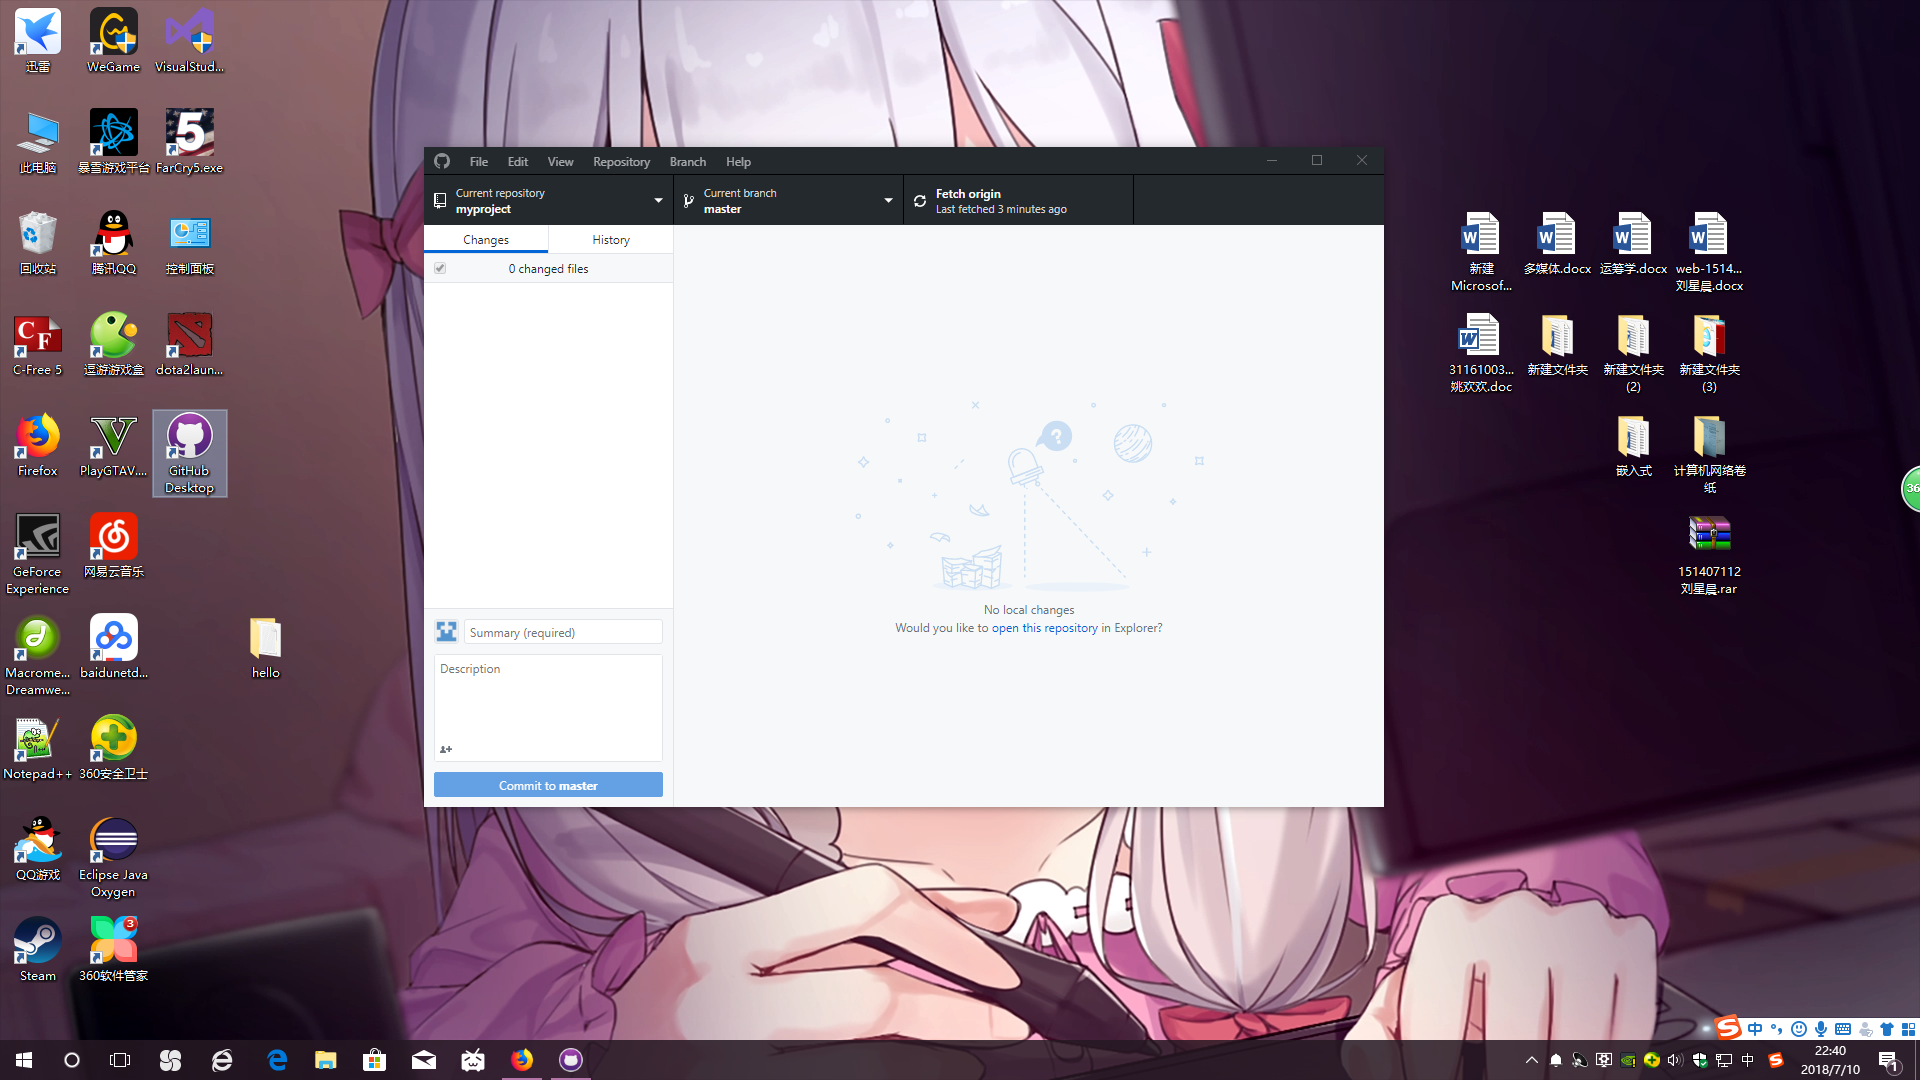 迅雷
WeGame
VisualStud...
此电脑
暴雪游戏平台
FarCry5.exe
回收站
腾讯QQ
控制面板
C-Free 5
逗游游戏盒
dota2laun...
Firefox
PlayGTAV....
GitHub
Desktop
GeForce
Experience
网易云音乐
Macrome...
Dreamwe...
baidunetd...
hello
Notepad++
360安全卫士
QQ游戏
Eclipse Java
Oxygen
Steam
3
360软件管家
File
Edit
View
Repository
Branch
Help
Current repository
myproject
Current branch
master
Fetch origin
Last fetched 3 minutes ago
Changes
History
0 changed files
No local changes
Would you like to open this repository in Explorer?
Summary (required)
Description
Commit to master
新建
Microsof...
多媒体.docx
运筹学.docx
web-1514...
刘星晨.docx
31161003...
姚欢欢.doc
新建文件夹
新建文件夹
(2)
新建文件夹
(3)
嵌入式
计算机网络卷
纸
151407112
刘星晨.rar
36
中
中
22:40
2018/7/10
1